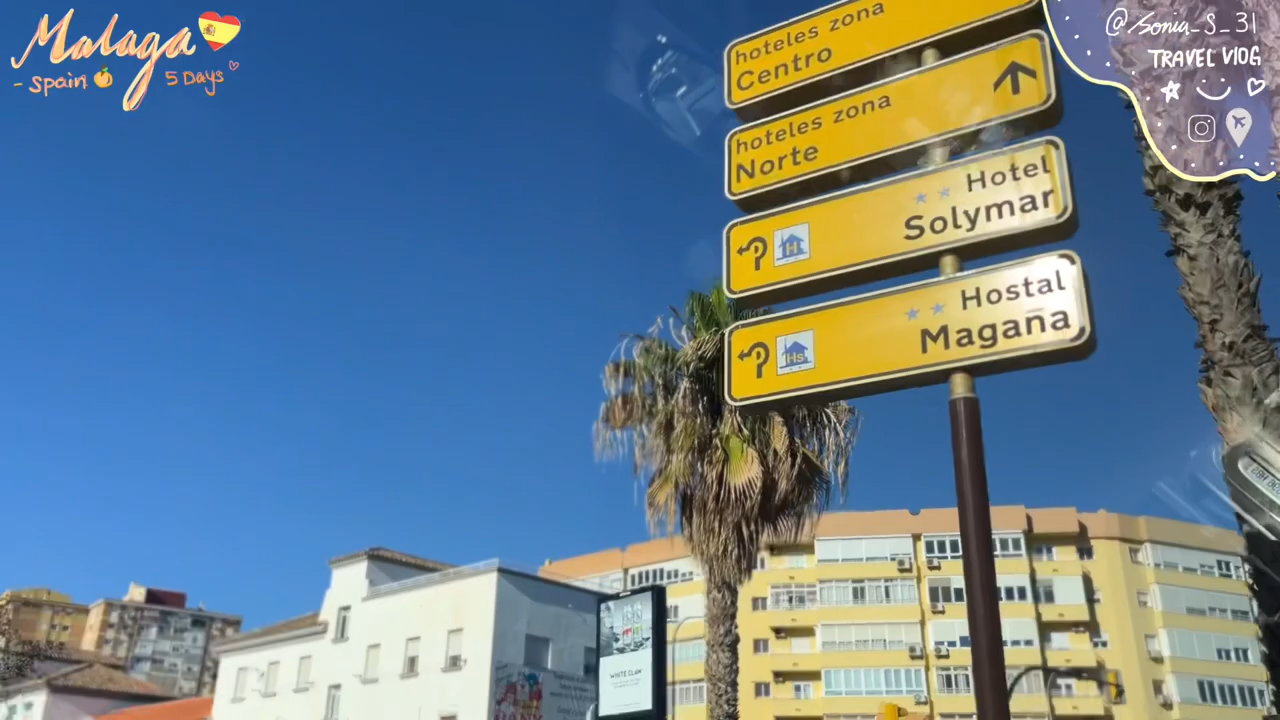 Malaga
- Spain
5 Days
@Sonia_S_31
TRAVEL VLOG
hoteles zona
Centro
hoteles zona
Norte
Hotel
Solymar
H
Hostal
Magaña
Hs
WHITE CLAW